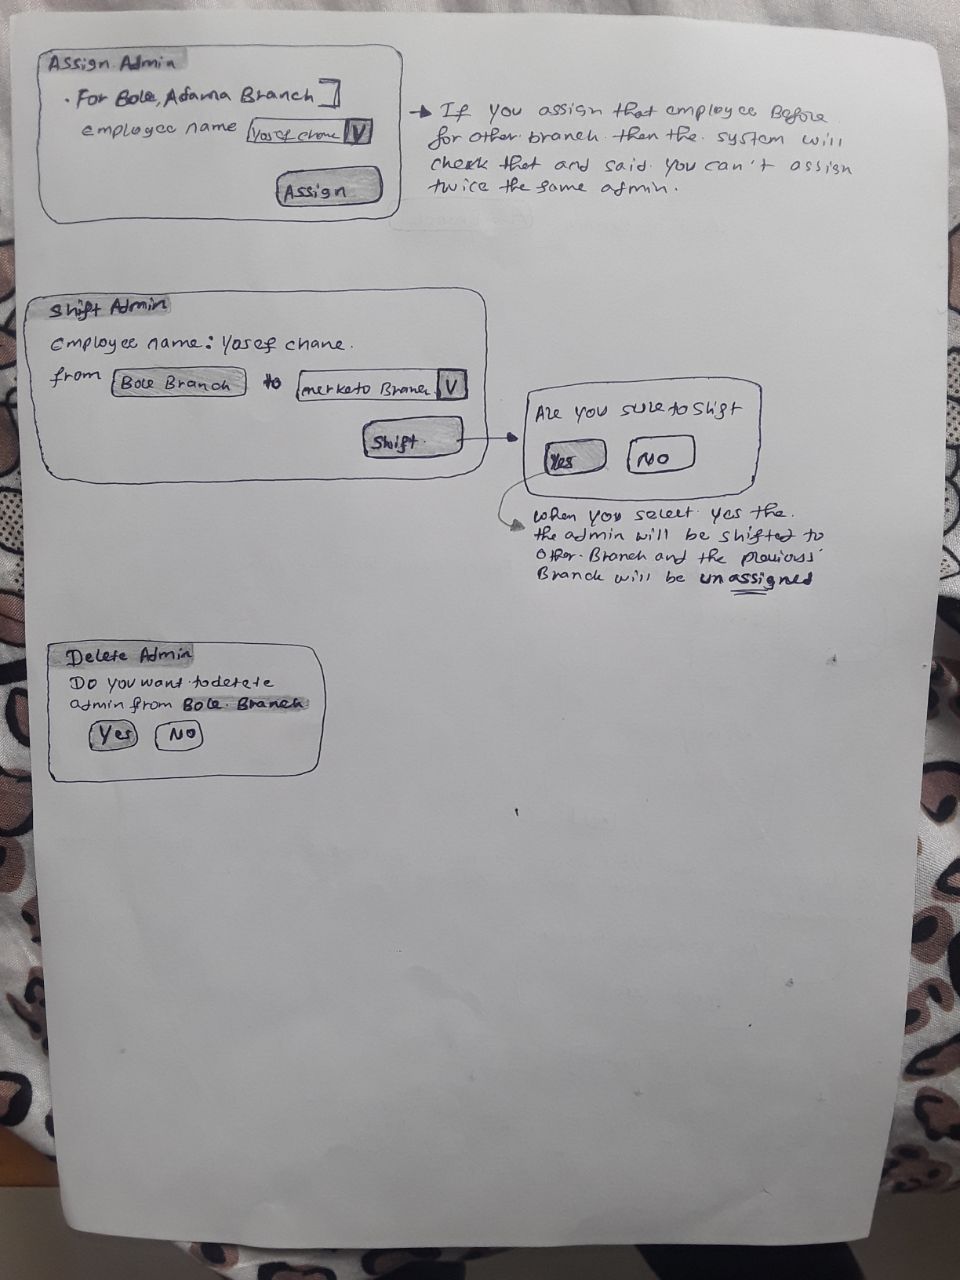 Assign Admin
• For Bole, Adama Branch ]
employee name Yosef chane V
Assign
→ If you assign that employee Before
for other branch then the system will
check that and said you can't assign
twice the same admin.
Shift Admin
employee name: Yosef chane.
from Bole Branch to merkato Branch V
Shift
Are you sure to Shift
Yes NO
when you select yes the
the admin will be shifted to
Other Branch and the previous
Branch will be unassigned
Delete Admin
Do you want to delete
admin from Bole Branch
Yes NO